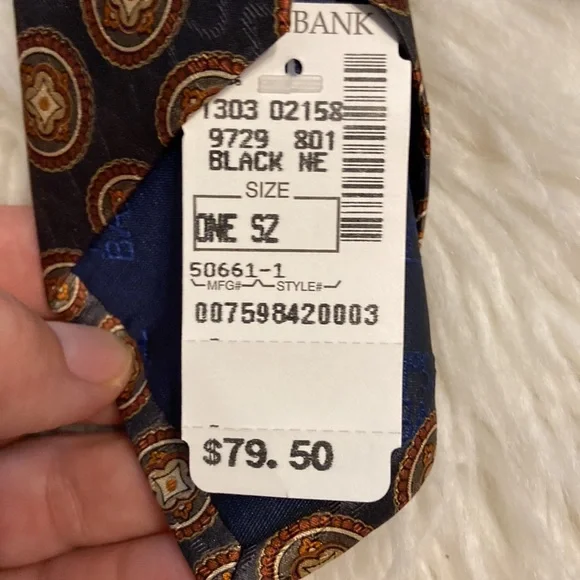 BANK
1303 02158
9729 801
BLACK NE
SIZE
ONE SZ
50661-1
MFG# STYLE#
007598420003
$79.50